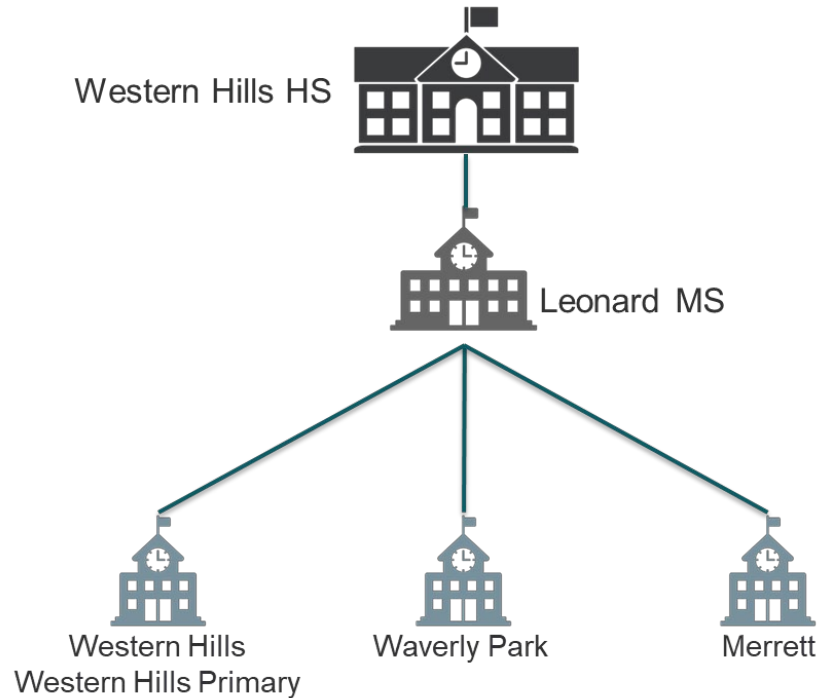 Western Hills HS
Leonard MS
Western Hills
Western Hills Primary
Waverly Park
Merrett